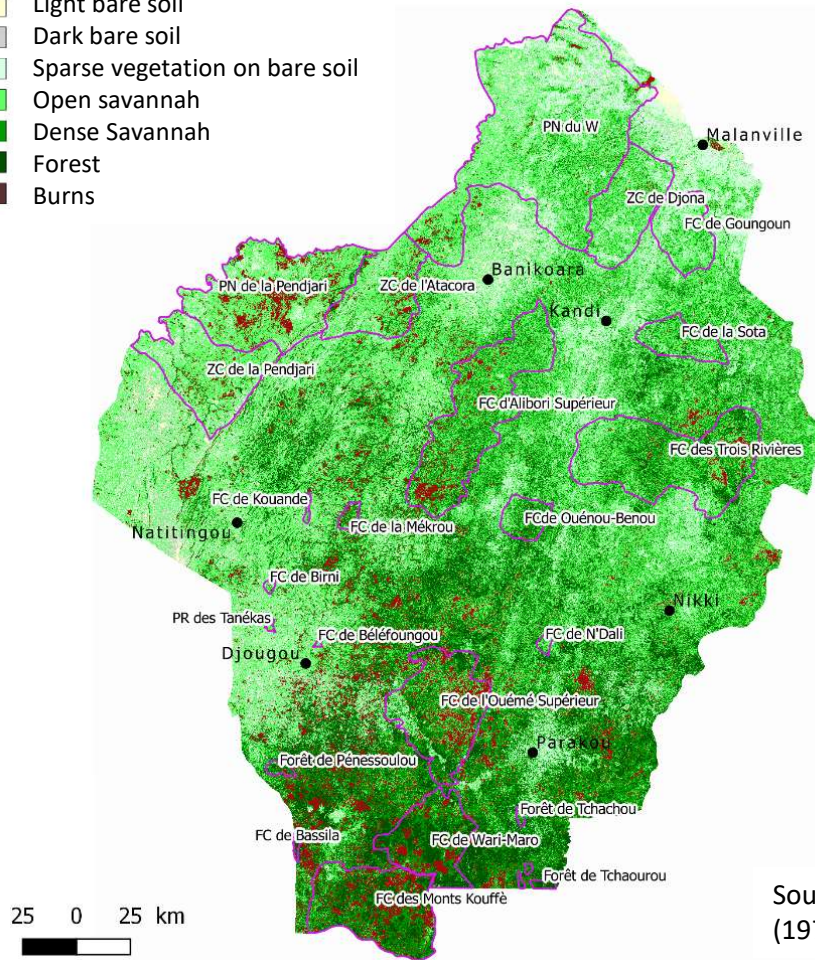 Light bare soil
Dark bare soil
Sparse vegetation on bare soil
Open savannah
Dense Savannah
Forest
Burns
PN du W
Malanville
ZC de Djona
FC de Goungoun
Banikoara
PN de la Pendjari
ZC de l'Atacora
Kandi
FC de la Sota
ZC de la Pendjari
FC d'Alibori Supérieur
FC des Trois Rivières
FC de Kouande
FC de la Mékrou
FCde Ouénou-Benou
Natitingou
FC de Birni
Nikki
PR des Tanékas
FC de Béléfoungou
FC de N'Dali
Djougou
FC de l'Ouémé Supérieur
Parakou
Forêt de Pénessoulou
Forêt de Tchachou
FC de Bassila
FC de Wari-Maro
Forêt de Tchaourou
FC des Monts Kouffè
25 0 25 km